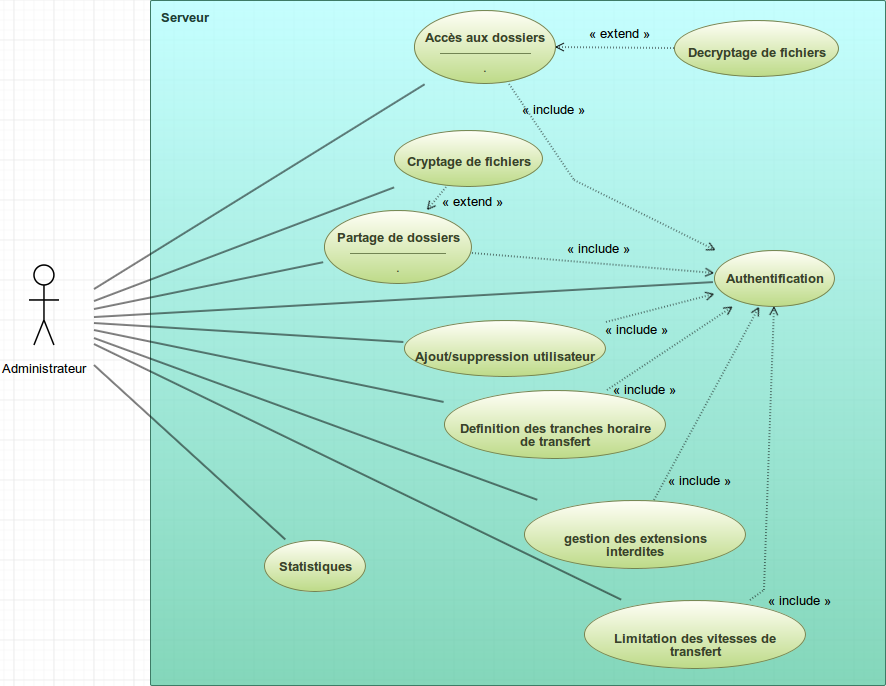 Serveur
Accès aux dossiers
.
« extend »
Decryptage de fichiers
« include »
Cryptage de fichiers
« extend »
Partage de dossiers
.
« include »
Authentification
Administrateur
Ajout/suppression utilisateur
« include »
Definition des tranches horaire
de transfert
« include »
« include »
gestion des extensions
interdites
Statistiques
« include »
Limitation des vitesses de
transfert